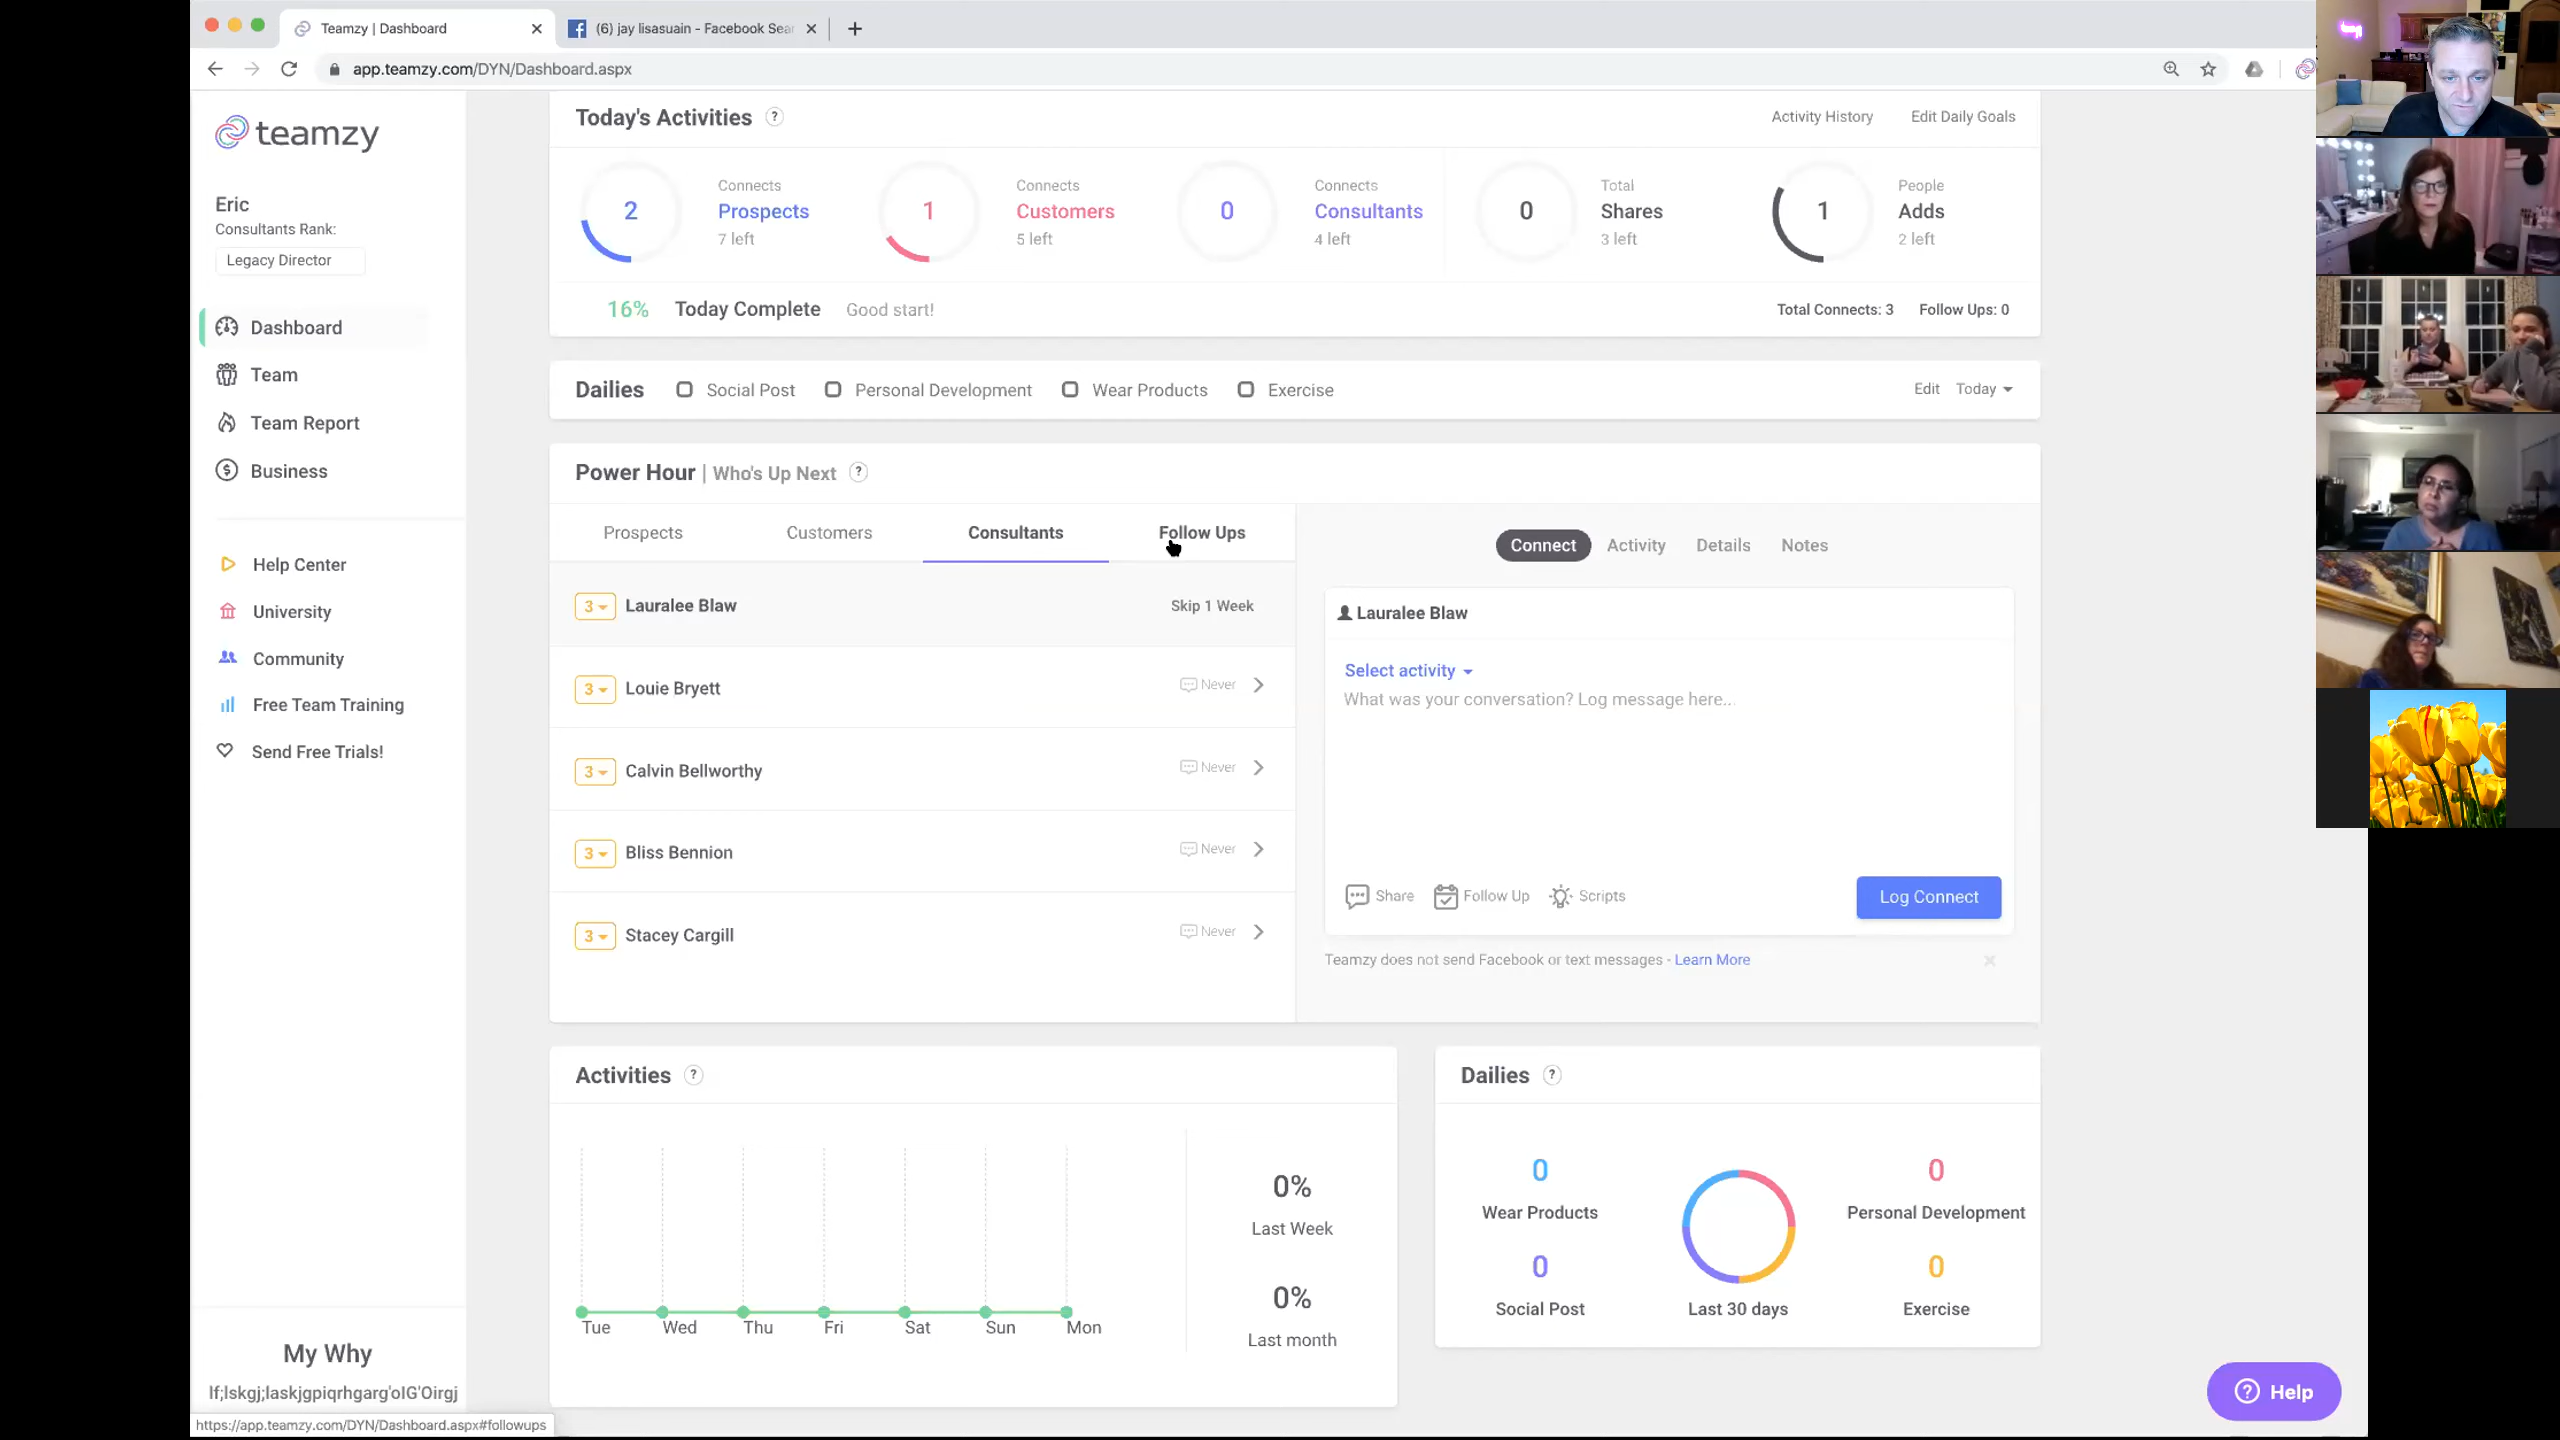 Teamzy | Dashboard
(6) jay lisasuain - Facebook Sear
app.teamzy.com/DYN/Dashboard.aspx
teamzy
Eric
Consultants Rank:
Legacy Director
Dashboard
Team
Team Report
Business
Help Center
University
Community
Free Team Training
Send Free Trials!
My Why
lf;lskgj;laskjgpiqrhgarg'oIG'Oirgj
https://app.teamzy.com/DYN/Dashboard.aspx#followups
Today's Activities ?
Activity History Edit Daily Goals
2 Connects Prospects 7 left
1 Connects Customers 5 left
0 Connects Consultants 4 left
0 Total Shares 3 left
1 People Adds 2 left
16% Today Complete Good start!
Total Connects: 3 Follow Ups: 0
Dailies Social Post Personal Development Wear Products Exercise Edit Today
Power Hour | Who's Up Next ?
Prospects Customers Consultants Follow Ups
3 Lauralee Blaw Skip 1 Week
3 Louie Bryett Never
3 Calvin Bellworthy Never
3 Bliss Bennion Never
3 Stacey Cargill Never
Connect Activity Details Notes
Lauralee Blaw
Select activity
What was your conversation? Log message here...
Share Follow Up Scripts Log Connect
Teamzy does not send Facebook or text messages - Learn More
Activities ?
Tue Wed Thu Fri Sat Sun Mon
0%
Last Week
0%
Last month
Dailies ?
0
Wear Products
0
Social Post
Last 30 days
0
Personal Development
0
Exercise
? Help